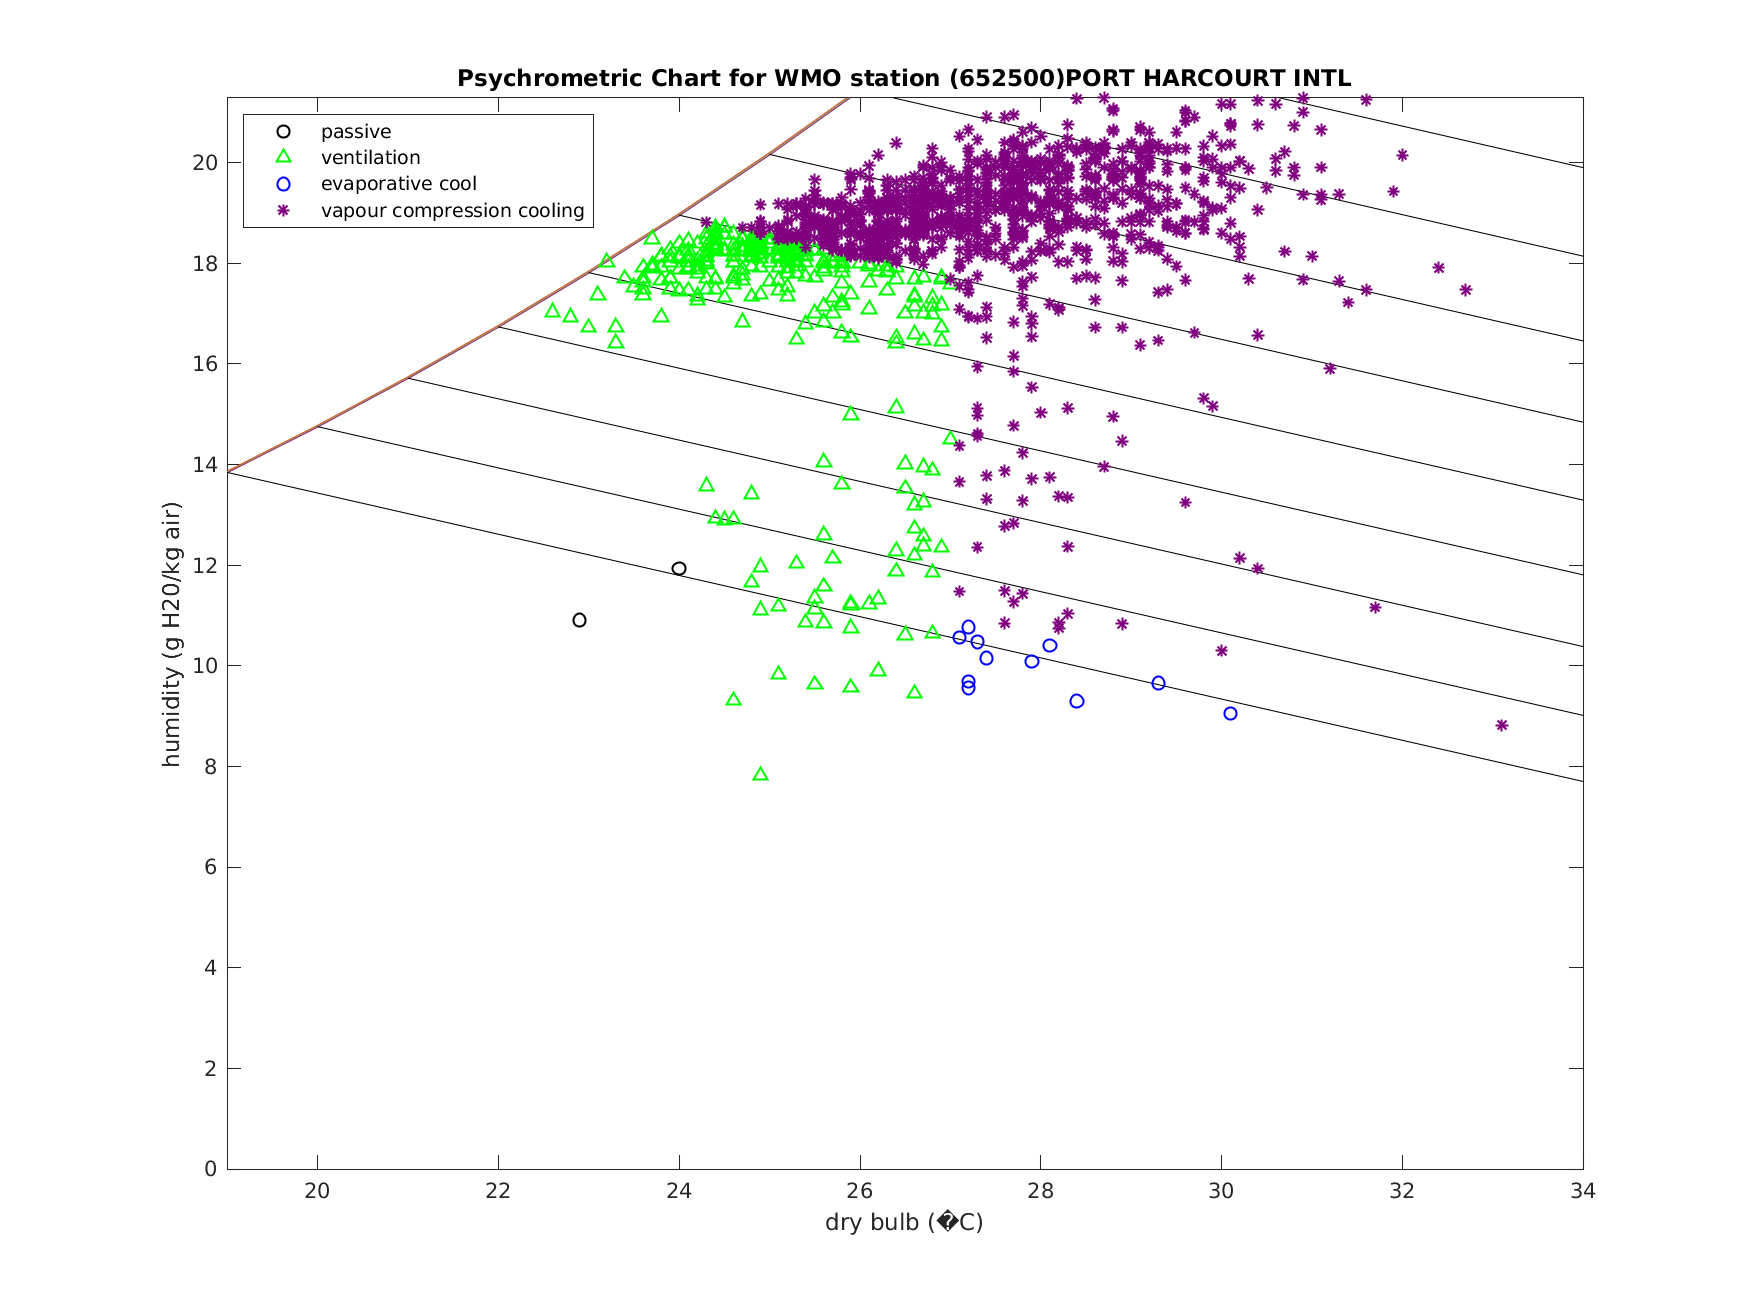 Psychrometric Chart for WMO station (652500)PORT HARCOURT INTL
passive
ventilation
evaporative cool
vapour compression cooling
humidity (g H20/kg air)
20
18
16
14
12
10
8
6
4
2
0
20 22 24 26 28 30 32 34
dry bulb (�C)